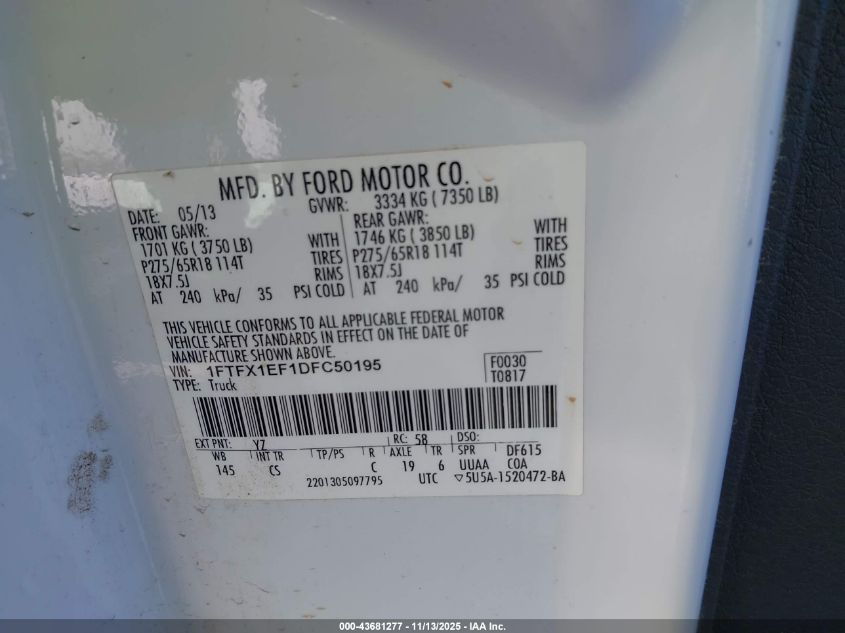 MFD. BY FORD MOTOR CO.
DATE: 05/13 GVWR: 3334 KG ( 7350 LB)
FRONT GAWR: REAR GAWR:
1701 KG ( 3750 LB) WITH 1746 KG ( 3850 LB) WITH
P275/65R18 114T TIRES P275/65R18 114T TIRES
18X7.5J RIMS 18X7.5J RIMS
AT 240 kPa/ 35 PSI COLD AT 240 kPa/ 35 PSI COLD
THIS VEHICLE CONFORMS TO ALL APPLICABLE FEDERAL MOTOR
VEHICLE SAFETY STANDARDS IN EFFECT ON THE DATE OF
MANUFACTURE SHOWN ABOVE.
VIN: 1FTFX1EF1DFC50195 F0030
TYPE: Truck T0817
EXT PNT: YZ RC: 58 DSO:
WB INT TR TP/PS R AXLE TR SPR DF615
145 CS C 19 6 UUAA COA
2201305097795 UTC ▽5U5A-1520472-BA
000-43681277 - 11/13/2025 - IAA Inc.